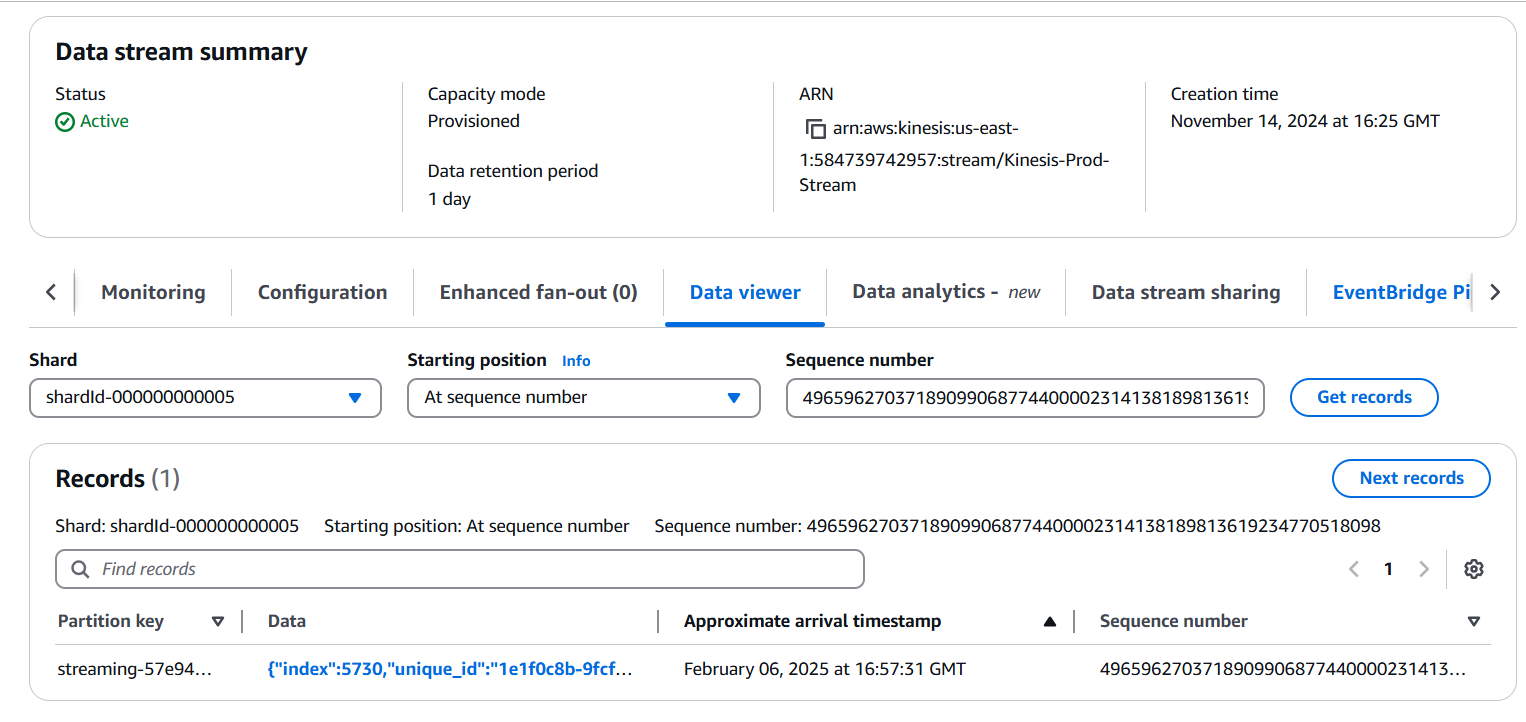 Data stream summary
Status
Active
Capacity mode
Provisioned
Data retention period
1 day
ARN
arn:aws:kinesis:us-east-
1:584739742957:stream/Kinesis-Prod-
Stream
Creation time
November 14, 2024 at 16:25 GMT
Monitoring
Configuration
Enhanced fan-out (0)
Data viewer
Data analytics - new
Data stream sharing
EventBridge Pi
Shard
shardId-000000000005
Starting position Info
At sequence number
Sequence number
49659627037189099068774400002314138189813619
Get records
Records (1)
Next records
Shard: shardId-000000000005 Starting position: At sequence number Sequence number: 49659627037189099068774400002314138189813619234770518098
Find records
1
Partition key
Data
Approximate arrival timestamp
Sequence number
streaming-57e94...
{"index":5730,"unique_id":"1e1f0c8b-9fcf...
February 06, 2025 at 16:57:31 GMT
49659627037189099068774400002314​13...